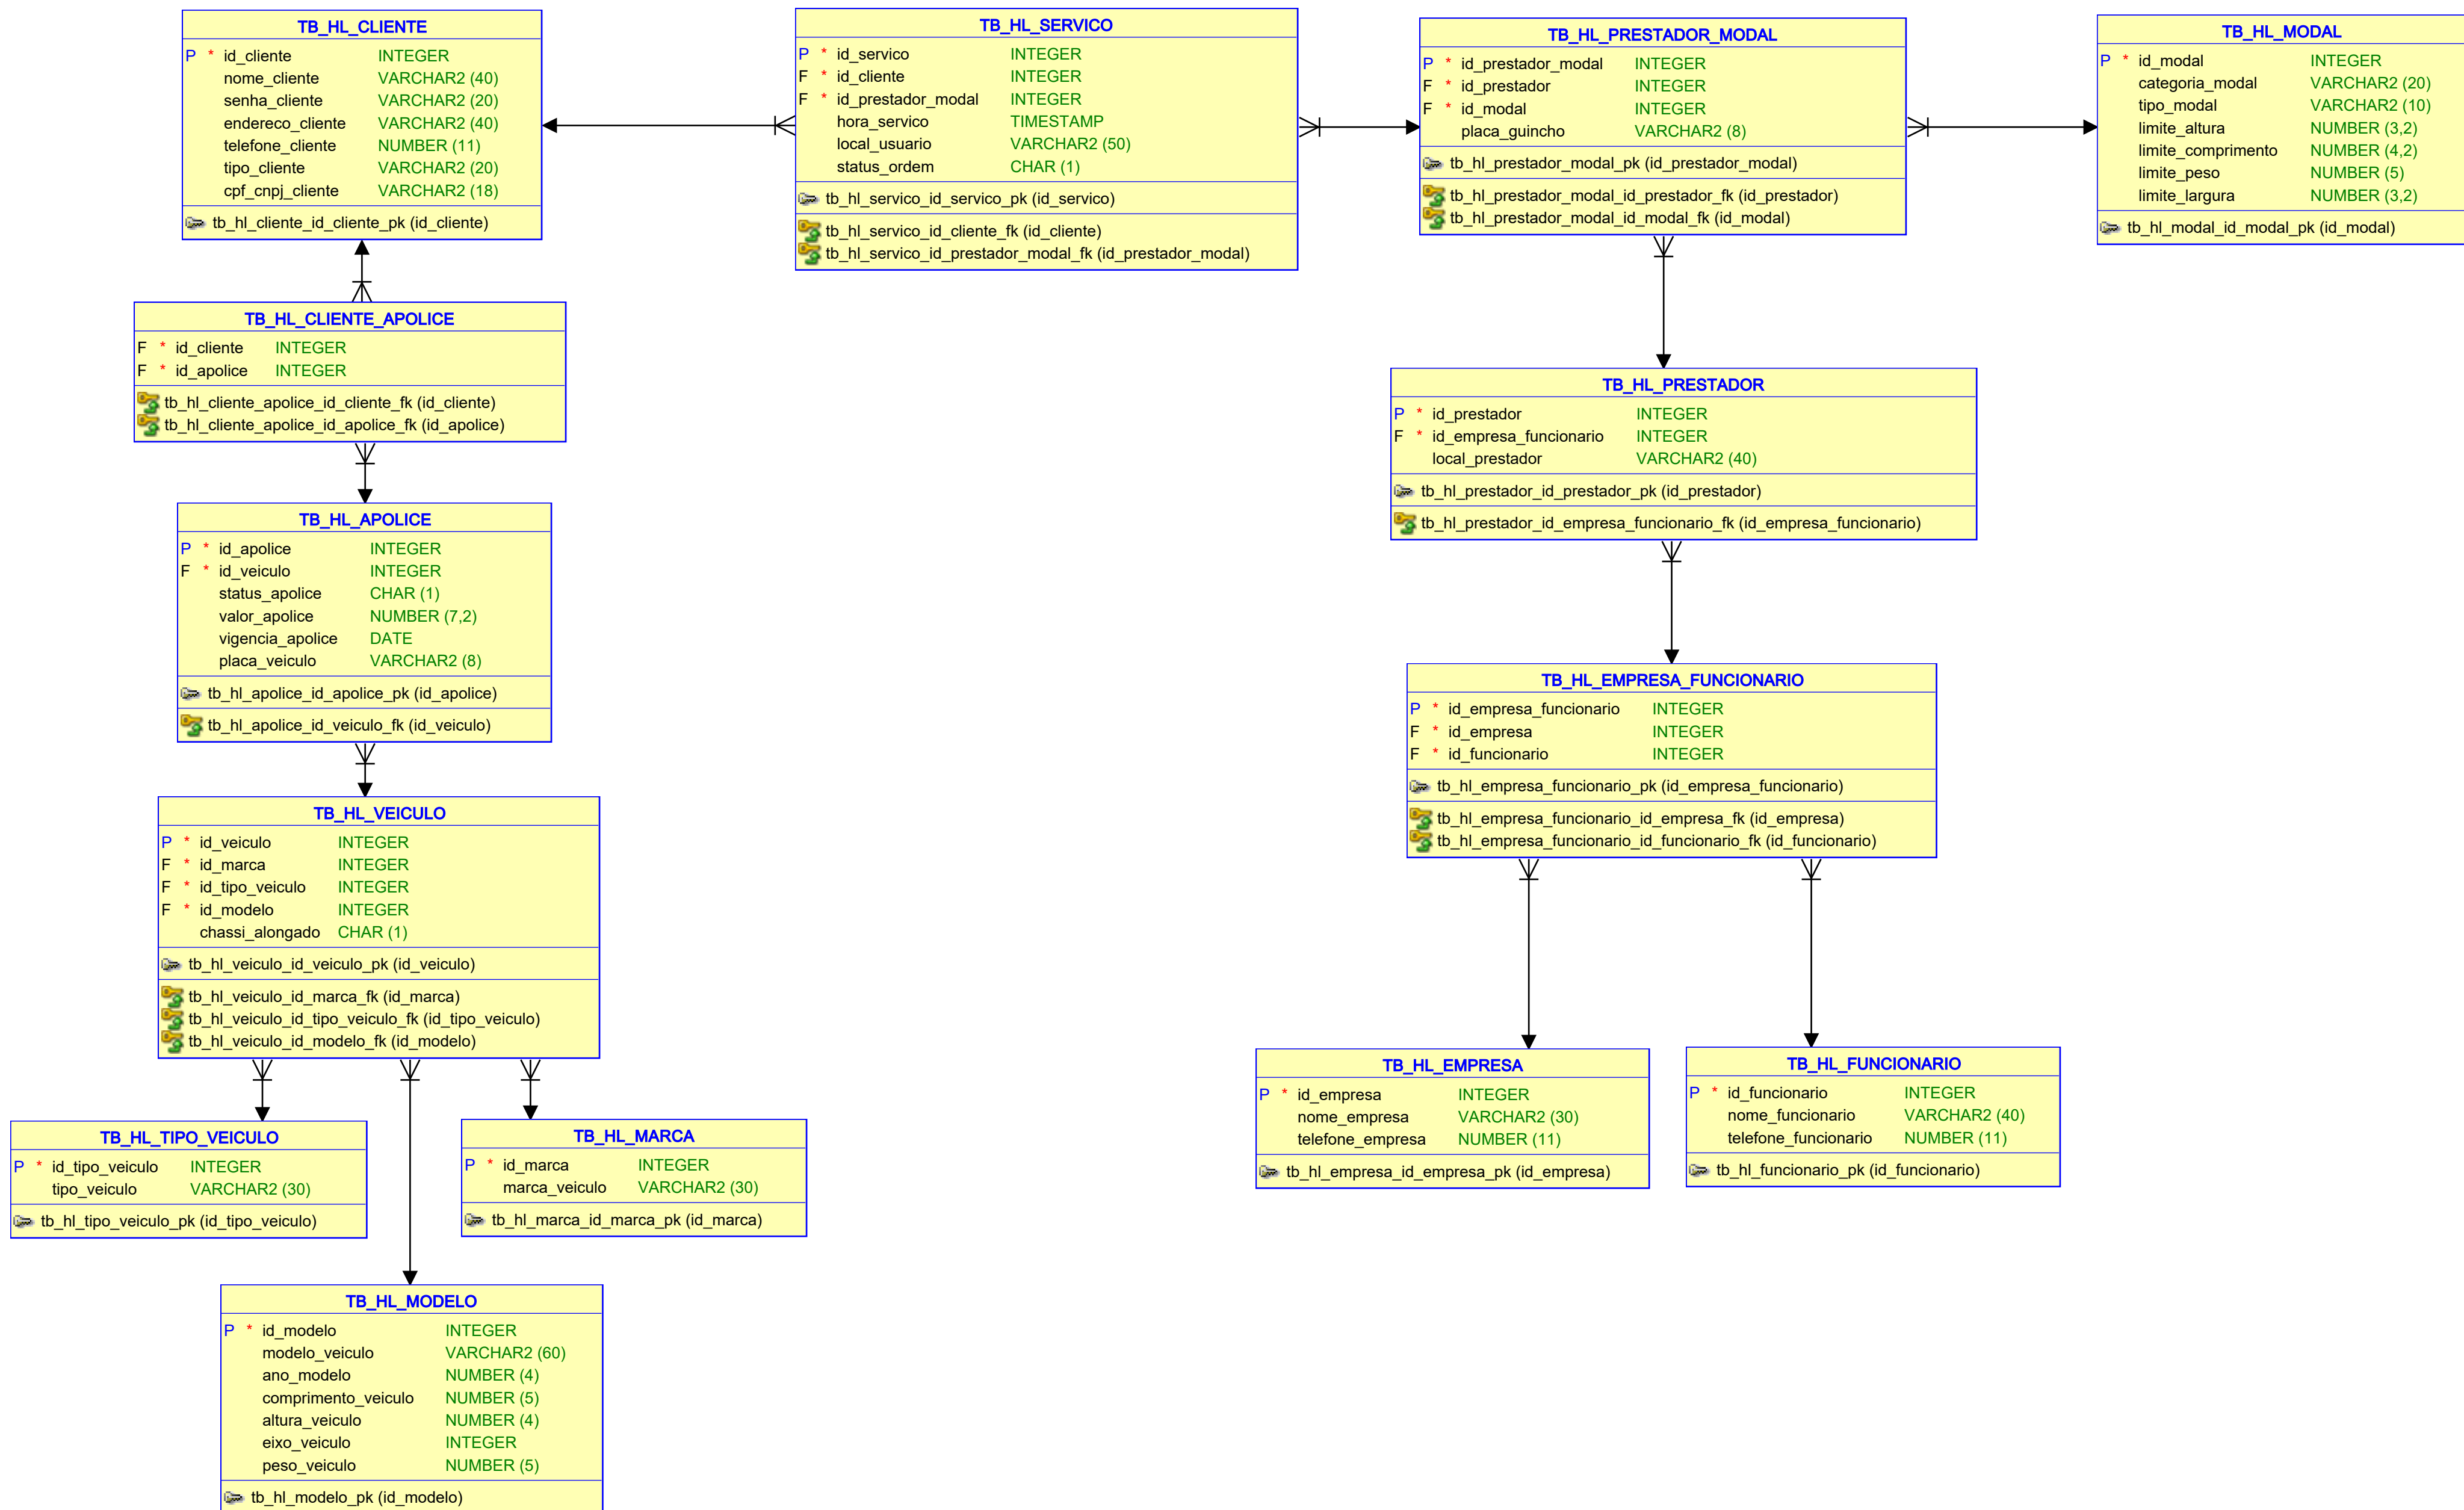 TB_HL_CLIENTE
P * id_cliente INTEGER
nome_cliente VARCHAR2 (40)
senha_cliente VARCHAR2 (20)
endereco_cliente VARCHAR2 (40)
telefone_cliente NUMBER (11)
tipo_cliente VARCHAR2 (20)
cpf_cnpj_cliente VARCHAR2 (18)
tb_hl_cliente_id_cliente_pk (id_cliente)
TB_HL_SERVICO
P * id_servico INTEGER
F * id_cliente INTEGER
F * id_prestador_modal INTEGER
hora_servico TIMESTAMP
local_usuario VARCHAR2 (50)
status_ordem CHAR (1)
tb_hl_servico_id_servico_pk (id_servico)
tb_hl_servico_id_cliente_fk (id_cliente)
tb_hl_servico_id_prestador_modal_fk (id_prestador_modal)
TB_HL_PRESTADOR_MODAL
P * id_prestador_modal INTEGER
F * id_prestador INTEGER
F * id_modal INTEGER
placa_guincho VARCHAR2 (8)
tb_hl_prestador_modal_pk (id_prestador_modal)
tb_hl_prestador_modal_id_prestador_fk (id_prestador)
tb_hl_prestador_modal_id_modal_fk (id_modal)
TB_HL_MODAL
P * id_modal INTEGER
categoria_modal VARCHAR2 (20)
tipo_modal VARCHAR2 (10)
limite_altura NUMBER (3,2)
limite_comprimento NUMBER (4,2)
limite_peso NUMBER (5)
limite_largura NUMBER (3,2)
tb_hl_modal_id_modal_pk (id_modal)
TB_HL_CLIENTE_APOLICE
F * id_cliente INTEGER
F * id_apolice INTEGER
tb_hl_cliente_apolice_id_cliente_fk (id_cliente)
tb_hl_cliente_apolice_id_apolice_fk (id_apolice)
TB_HL_PRESTADOR
P * id_prestador INTEGER
F * id_empresa_funcionario INTEGER
local_prestador VARCHAR2 (40)
tb_hl_prestador_id_prestador_pk (id_prestador)
tb_hl_prestador_id_empresa_funcionario_fk (id_empresa_funcionario)
TB_HL_APOLICE
P * id_apolice INTEGER
F * id_veiculo INTEGER
status_apolice CHAR (1)
valor_apolice NUMBER (7,2)
vigencia_apolice DATE
placa_veiculo VARCHAR2 (8)
tb_hl_apolice_id_apolice_pk (id_apolice)
tb_hl_apolice_id_veiculo_fk (id_veiculo)
TB_HL_EMPRESA_FUNCIONARIO
P * id_empresa_funcionario INTEGER
F * id_empresa INTEGER
F * id_funcionario INTEGER
tb_hl_empresa_funcionario_pk (id_empresa_funcionario)
tb_hl_empresa_funcionario_id_empresa_fk (id_empresa)
tb_hl_empresa_funcionario_id_funcionario_fk (id_funcionario)
TB_HL_VEICULO
P * id_veiculo INTEGER
F * id_marca INTEGER
F * id_tipo_veiculo INTEGER
F * id_modelo INTEGER
chassi_alongado CHAR (1)
tb_hl_veiculo_id_veiculo_pk (id_veiculo)
tb_hl_veiculo_id_marca_fk (id_marca)
tb_hl_veiculo_id_tipo_veiculo_fk (id_tipo_veiculo)
tb_hl_veiculo_id_modelo_fk (id_modelo)
TB_HL_TIPO_VEICULO
P * id_tipo_veiculo INTEGER
tipo_veiculo VARCHAR2 (30)
tb_hl_tipo_veiculo_pk (id_tipo_veiculo)
TB_HL_MARCA
P * id_marca INTEGER
marca_veiculo VARCHAR2 (30)
tb_hl_marca_id_marca_pk (id_marca)
TB_HL_EMPRESA
P * id_empresa INTEGER
nome_empresa VARCHAR2 (30)
telefone_empresa NUMBER (11)
tb_hl_empresa_id_empresa_pk (id_empresa)
TB_HL_FUNCIONARIO
P * id_funcionario INTEGER
nome_funcionario VARCHAR2 (40)
telefone_funcionario NUMBER (11)
tb_hl_funcionario_pk (id_funcionario)
TB_HL_MODELO
P * id_modelo INTEGER
modelo_veiculo VARCHAR2 (60)
ano_modelo NUMBER (4)
comprimento_veiculo NUMBER (5)
altura_veiculo NUMBER (4)
eixo_veiculo INTEGER
peso_veiculo NUMBER (5)
tb_hl_modelo_pk (id_modelo)